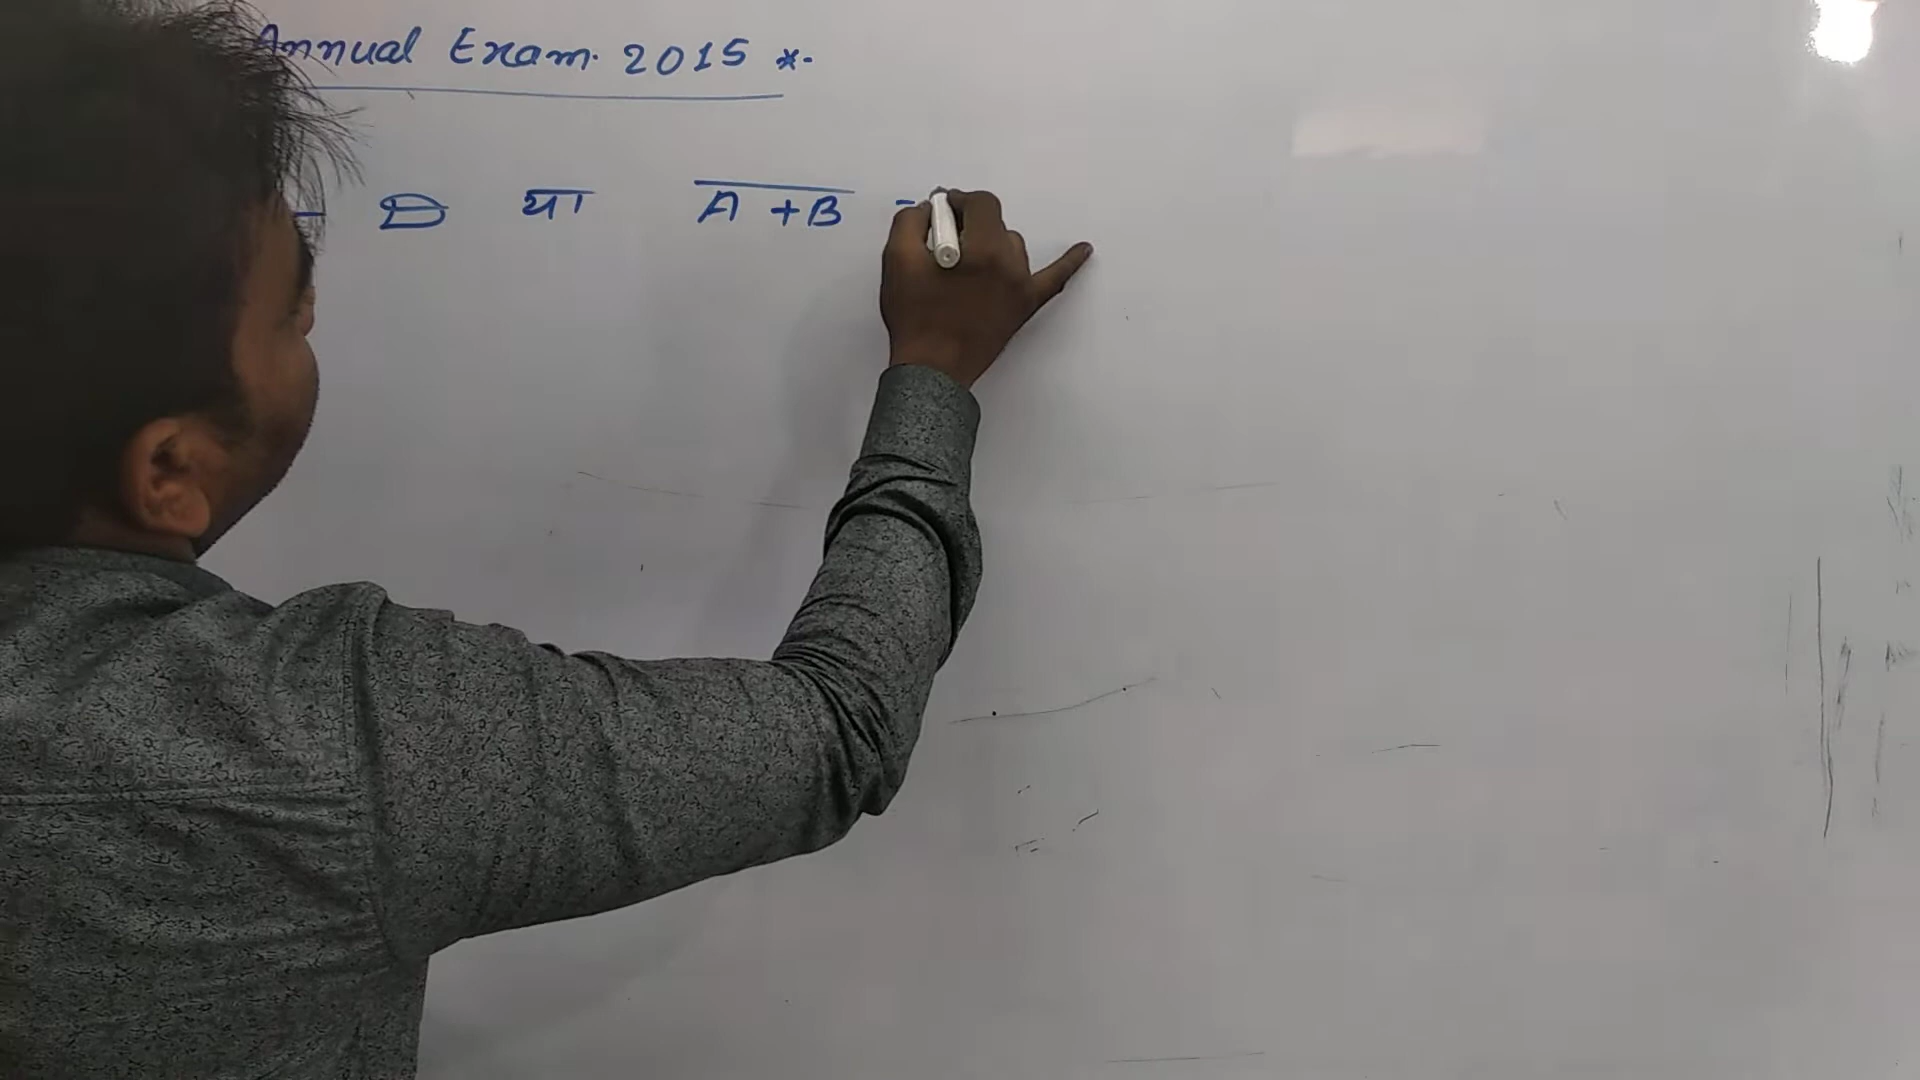 Annual Exam. 2015 *.
- या A̅ ̅+̅B̅ =